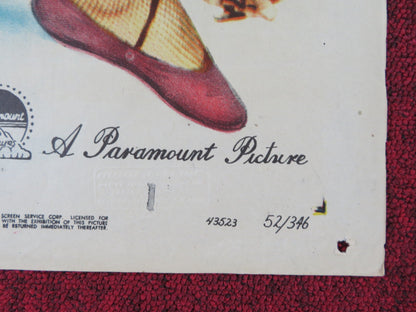 A Paramount Picture
SCREEN SERVICE CORP. LICENSED FOR
WITH THE EXHIBITION OF THIS PICTURE
BE RETURNED IMMEDIATELY THEREAFTER.
43523 52/346